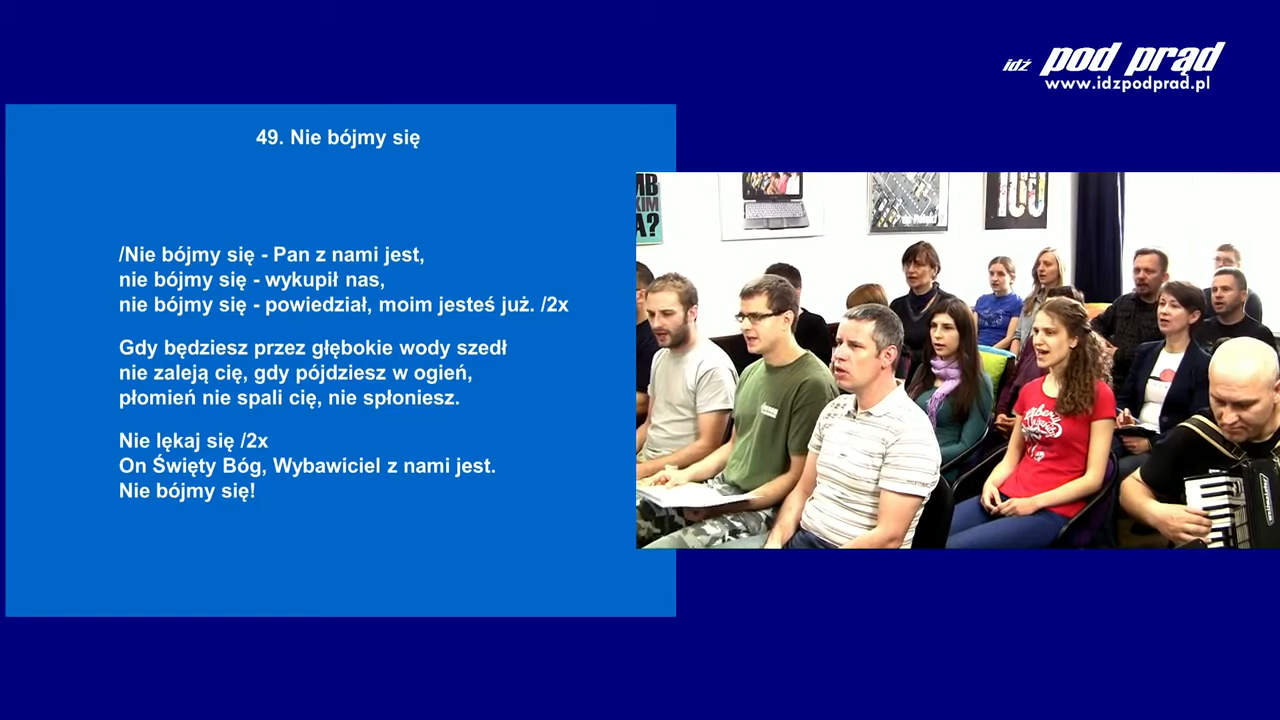 idź pod prąd
www.idzpodprad.pl
49. Nie bójmy się
/Nie bójmy się - Pan z nami jest,
nie bójmy się - wykupił nas,
nie bójmy się - powiedział, moim jesteś już. /2x
Gdy będziesz przez głębokie wody szedł
nie zaleją cię, gdy pójdziesz w ogień,
płomień nie spali cię, nie spłoniesz.
Nie lękaj się /2x
On Święty Bóg, Wybawiciel z nami jest.
Nie bójmy się!